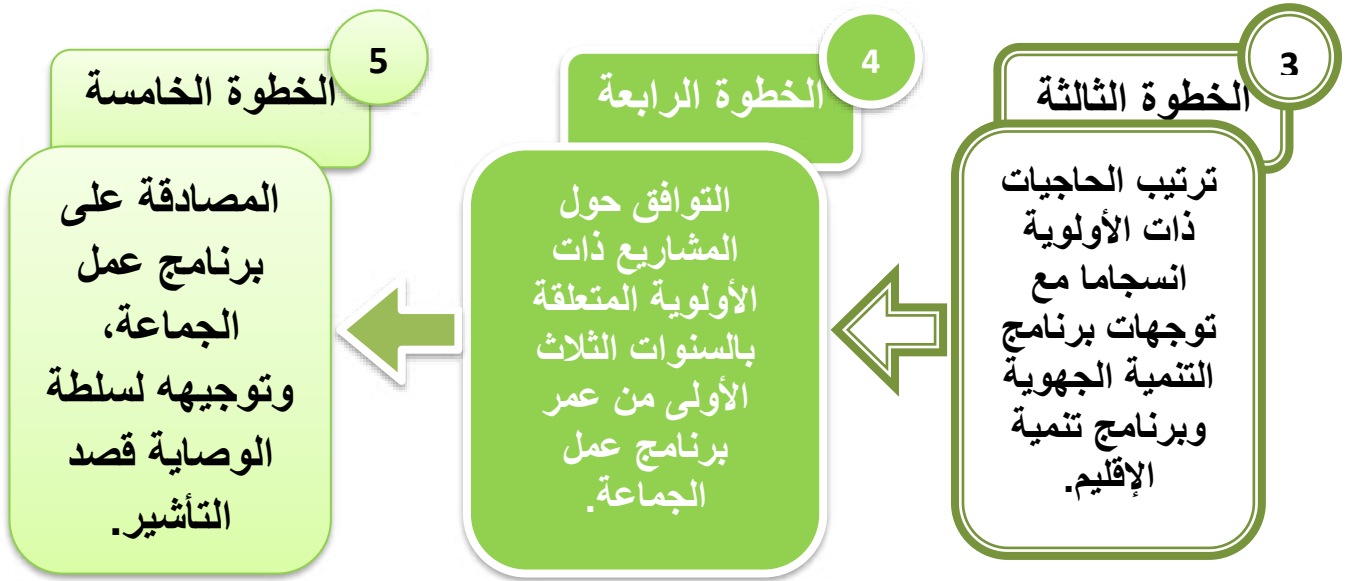 3
الخطوة الثالثة
ترتيب الحاجيات
ذات الأولوية
انسجاما مع
توجهات برنامج
التنمية الجهوية
وبرنامج تنمية
الإقليم.
4
الخطوة الرابعة
التوافق حول
المشاريع ذات
الأولوية المتعلقة
بالسنوات الثلاث
الأولى من عمر
برنامج عمل
الجماعة.
5
الخطوة الخامسة
المصادقة على
برنامج عمل
الجماعة،
وتوجيهه لسلطة
الوصاية قصد
التأشير.